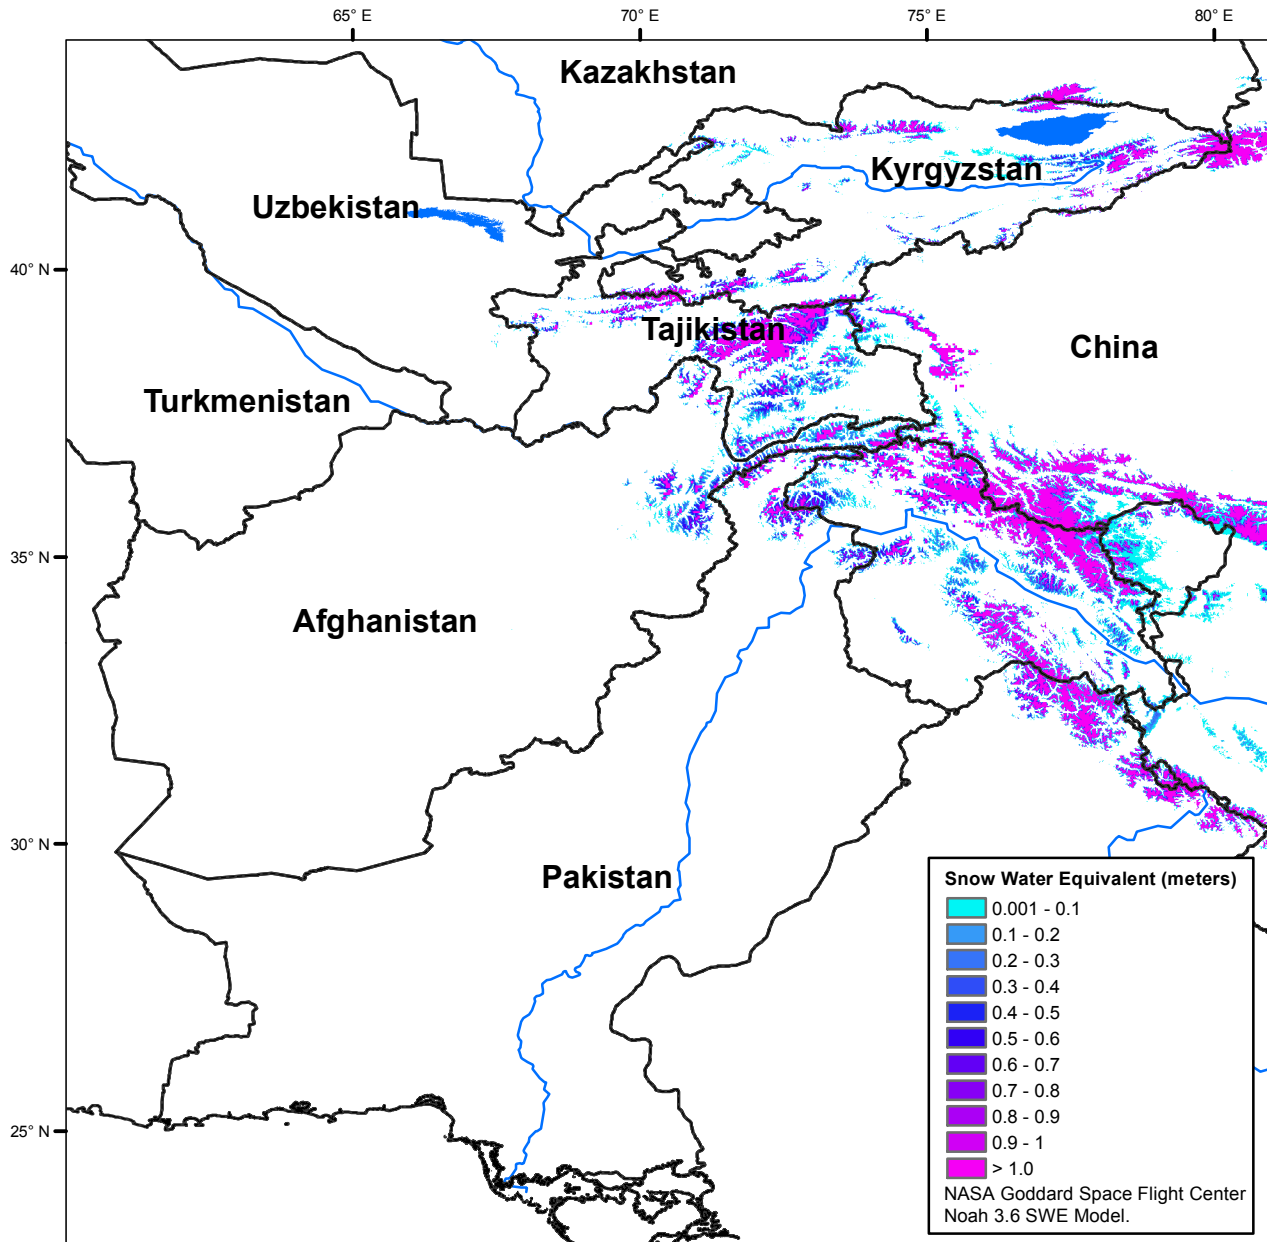 65° E
70° E
75° E
80° E
Kazakhstan
Kyrgyzstan
Uzbekistan
40° N
Tajikistan
China
Turkmenistan
35° N
Afghanistan
30° N
Pakistan
25° N
Snow Water Equivalent (meters)
0.001 - 0.1
0.1 - 0.2
0.2 - 0.3
0.3 - 0.4
0.4 - 0.5
0.5 - 0.6
0.6 - 0.7
0.7 - 0.8
0.8 - 0.9
0.9 - 1
> 1.0
NASA Goddard Space Flight Center
Noah 3.6 SWE Model.